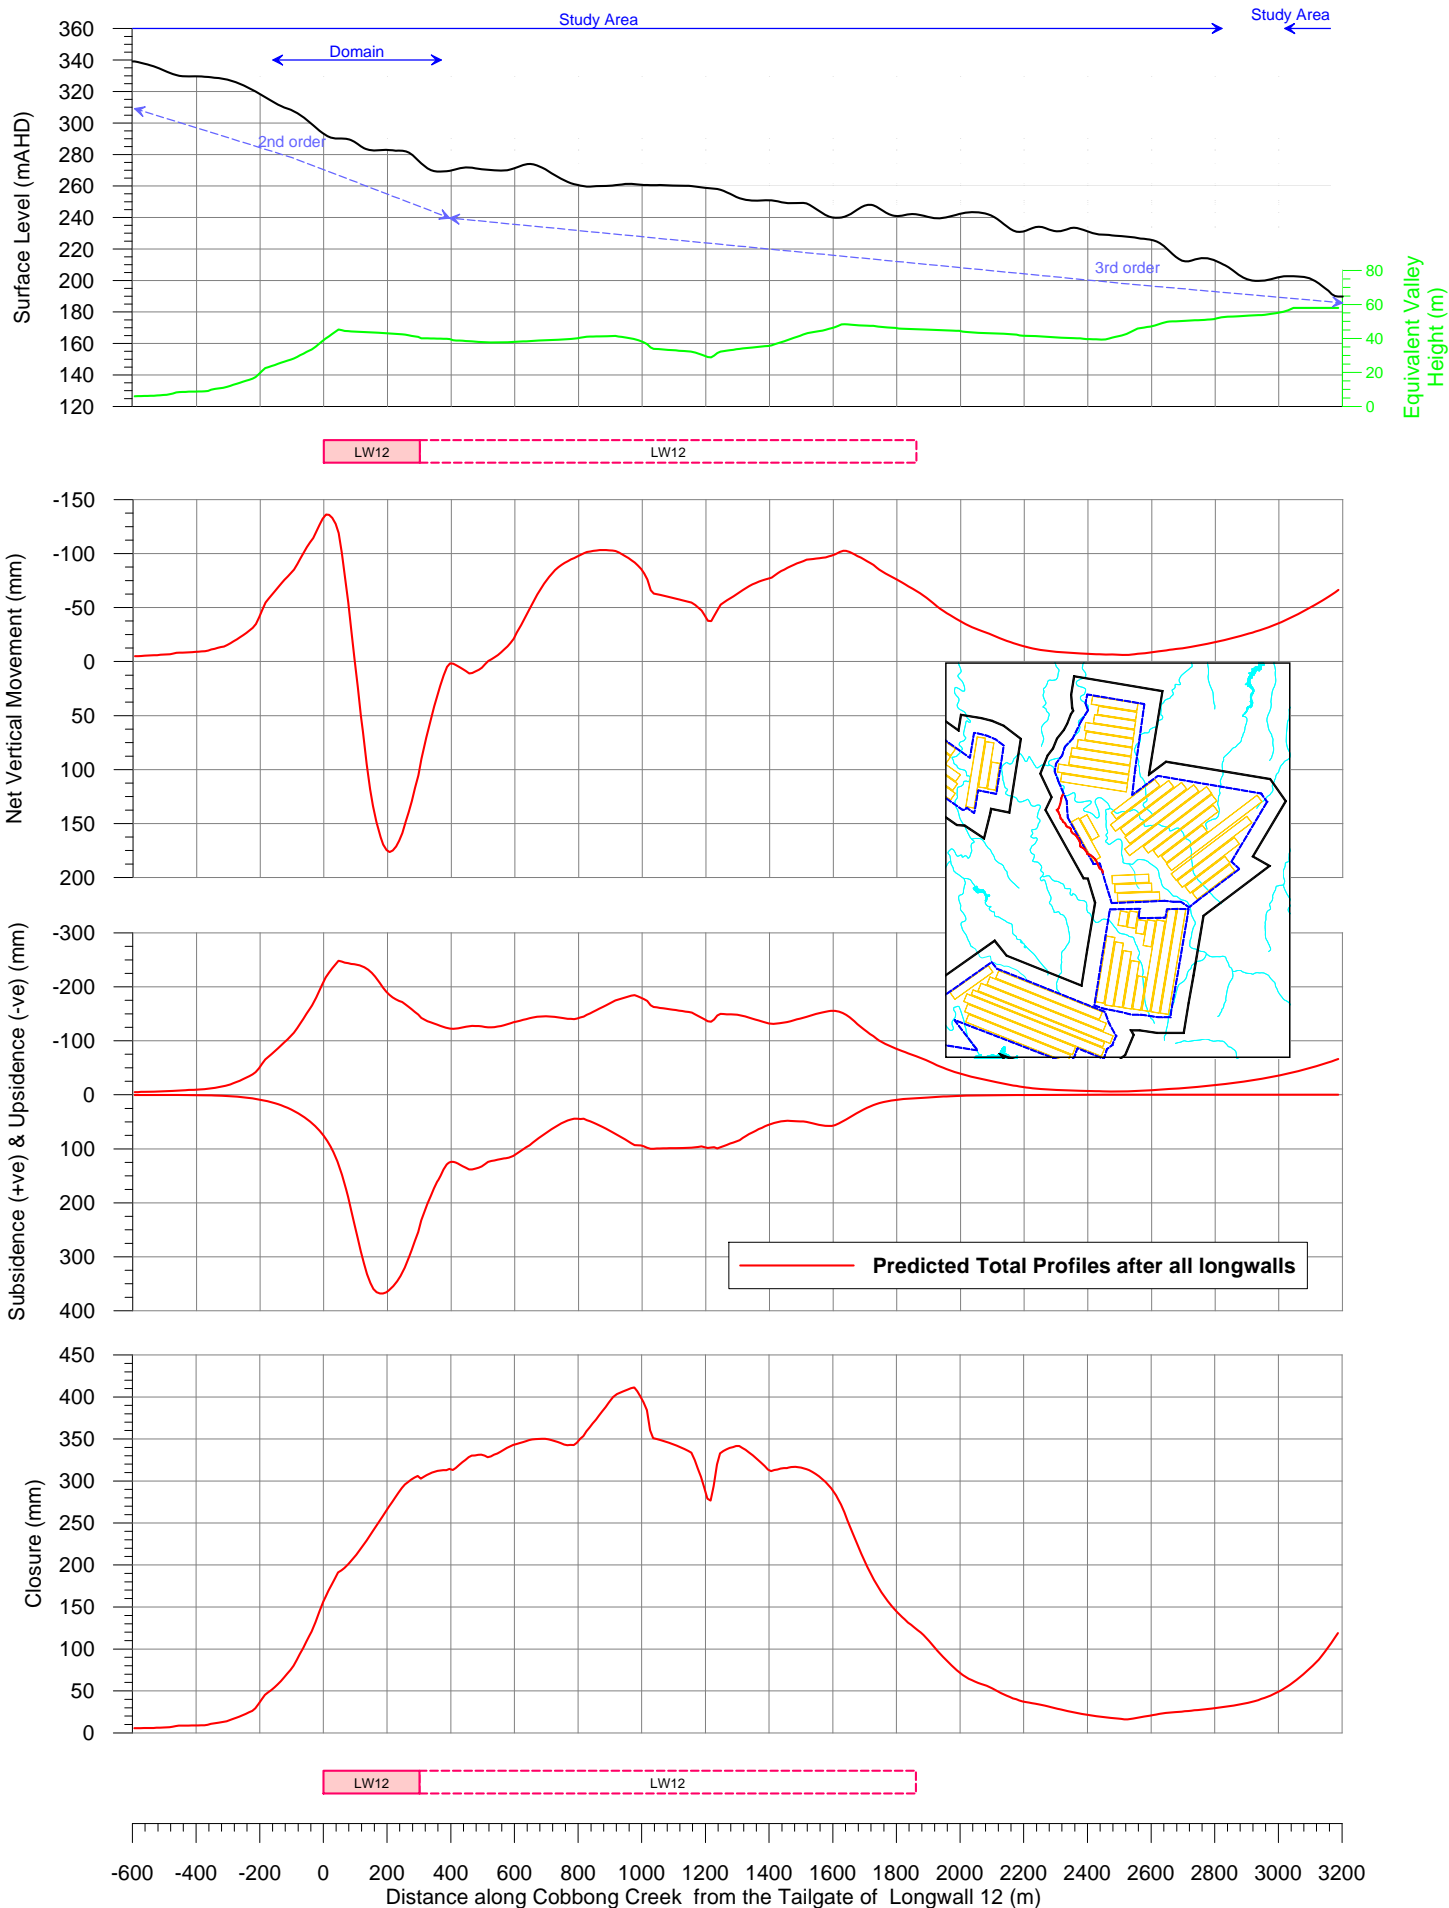 Study Area
Study Area
Domain
2nd order
3rd order
Surface Level (mAHD)
360
340
320
300
280
260
240
220
200
180
160
140
120
Equivalent Valley
Height (m)
80
60
40
20
0
LW12
LW12
Net Vertical Movement (mm)
-150
-100
-50
0
50
100
150
200
Subsidence (+ve) & Upsidence (-ve) (mm)
-300
-200
-100
0
100
200
300
400
Predicted Total Profiles after all longwalls
Closure (mm)
450
400
350
300
250
200
150
100
50
0
LW12
LW12
-600 -400 -200 0 200 400 600 800 1000 1200 1400 1600 1800 2000 2200 2400 2600 2800 3000 3200
Distance along Cobbong Creek from the Tailgate of Longwall 12 (m)